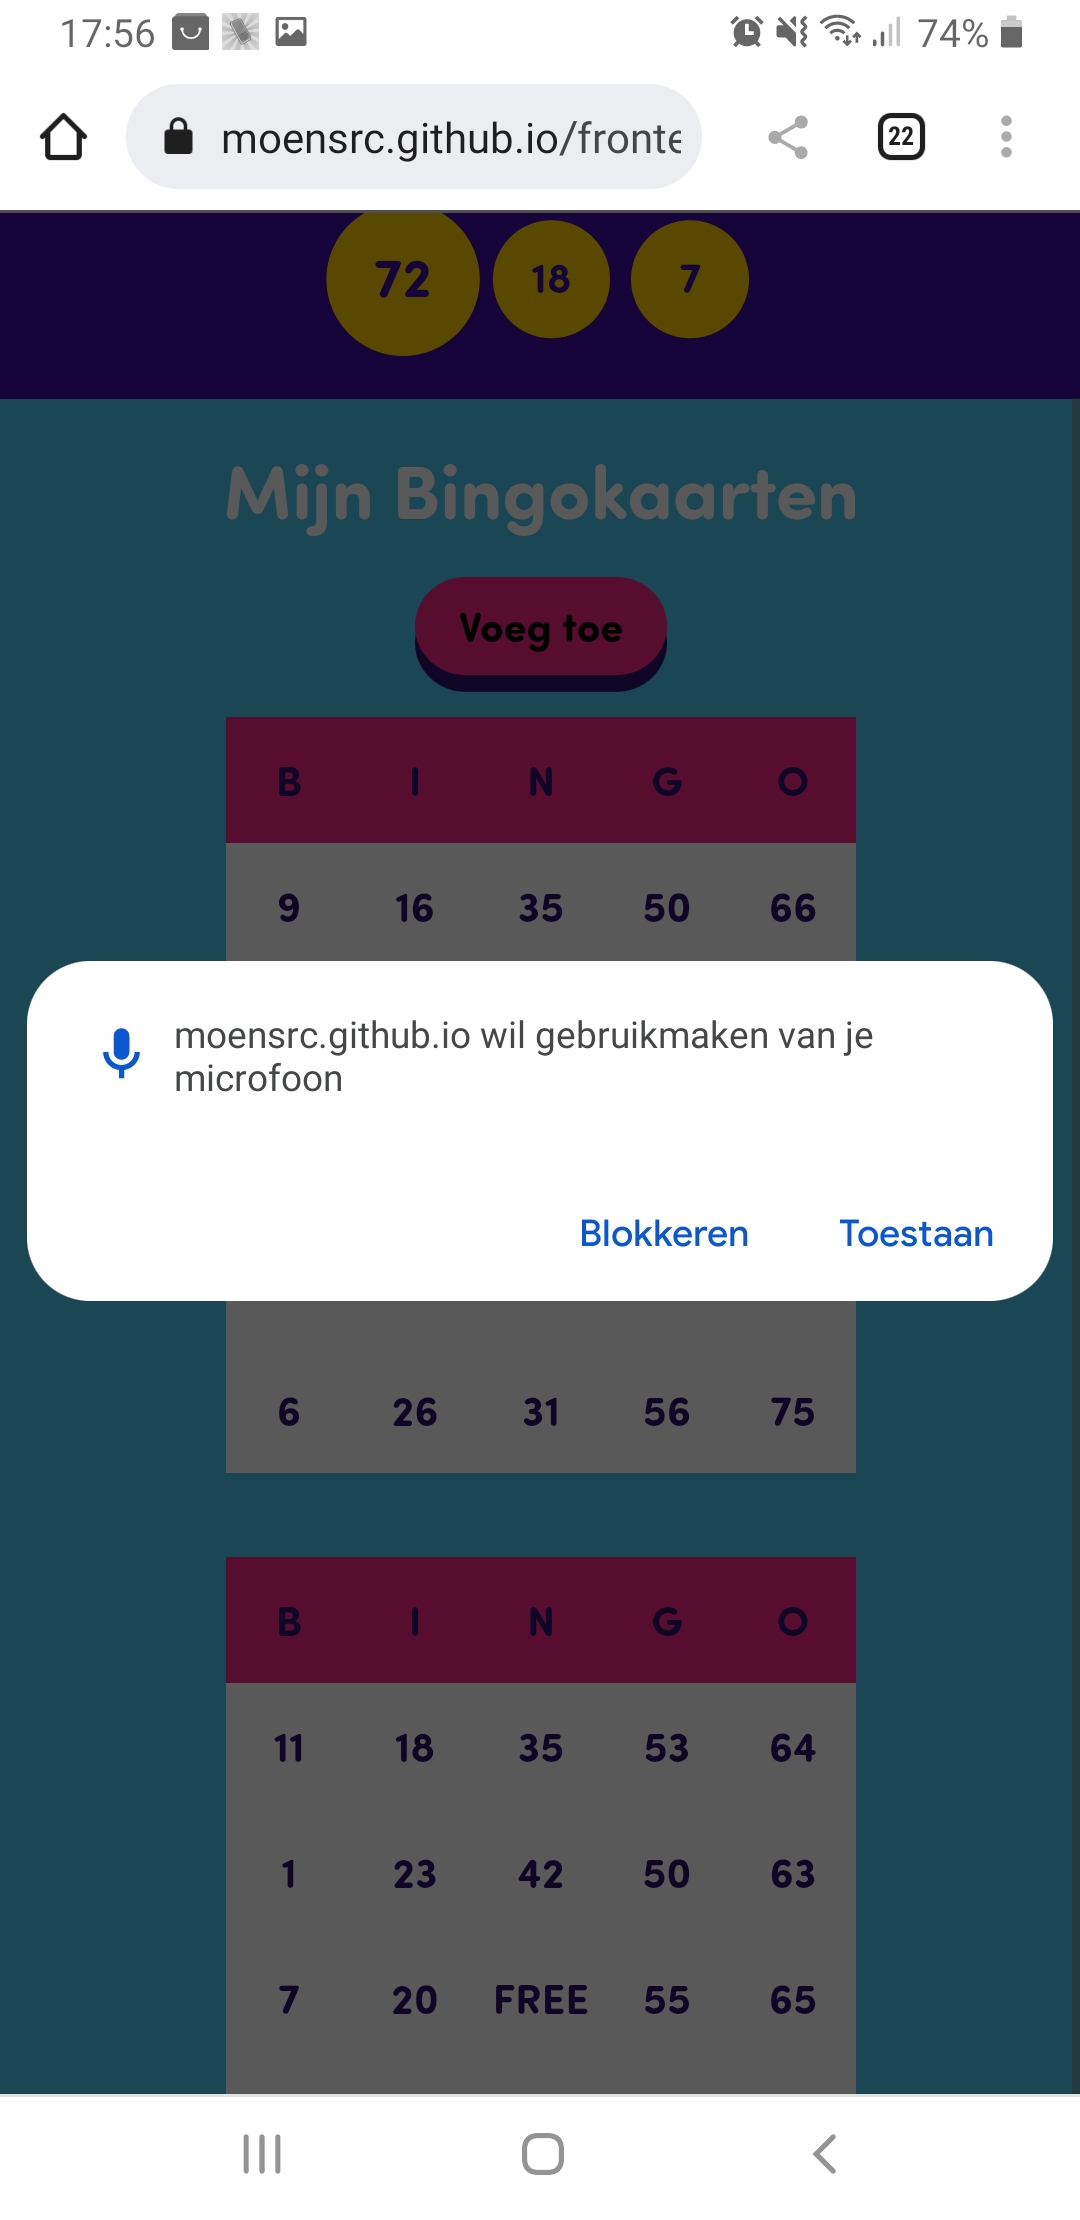 17:56
74%
moensrc.github.io/fronte
22
72 18 7
Mijn Bingokaarten
Voeg toe
B I N G O
9 16 35 50 66
moensrc.github.io wil gebruikmaken van je
microfoon
Blokkeren Toestaan
6 26 31 56 75
B I N G O
11 18 35 53 64
1 23 42 50 63
7 20 FREE 55 65